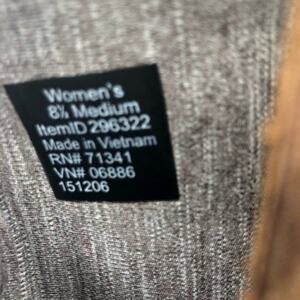 Women's
8½ Medium
ItemID 296322
Made in Vietnam
RN# 71341
VN# 06886
151206